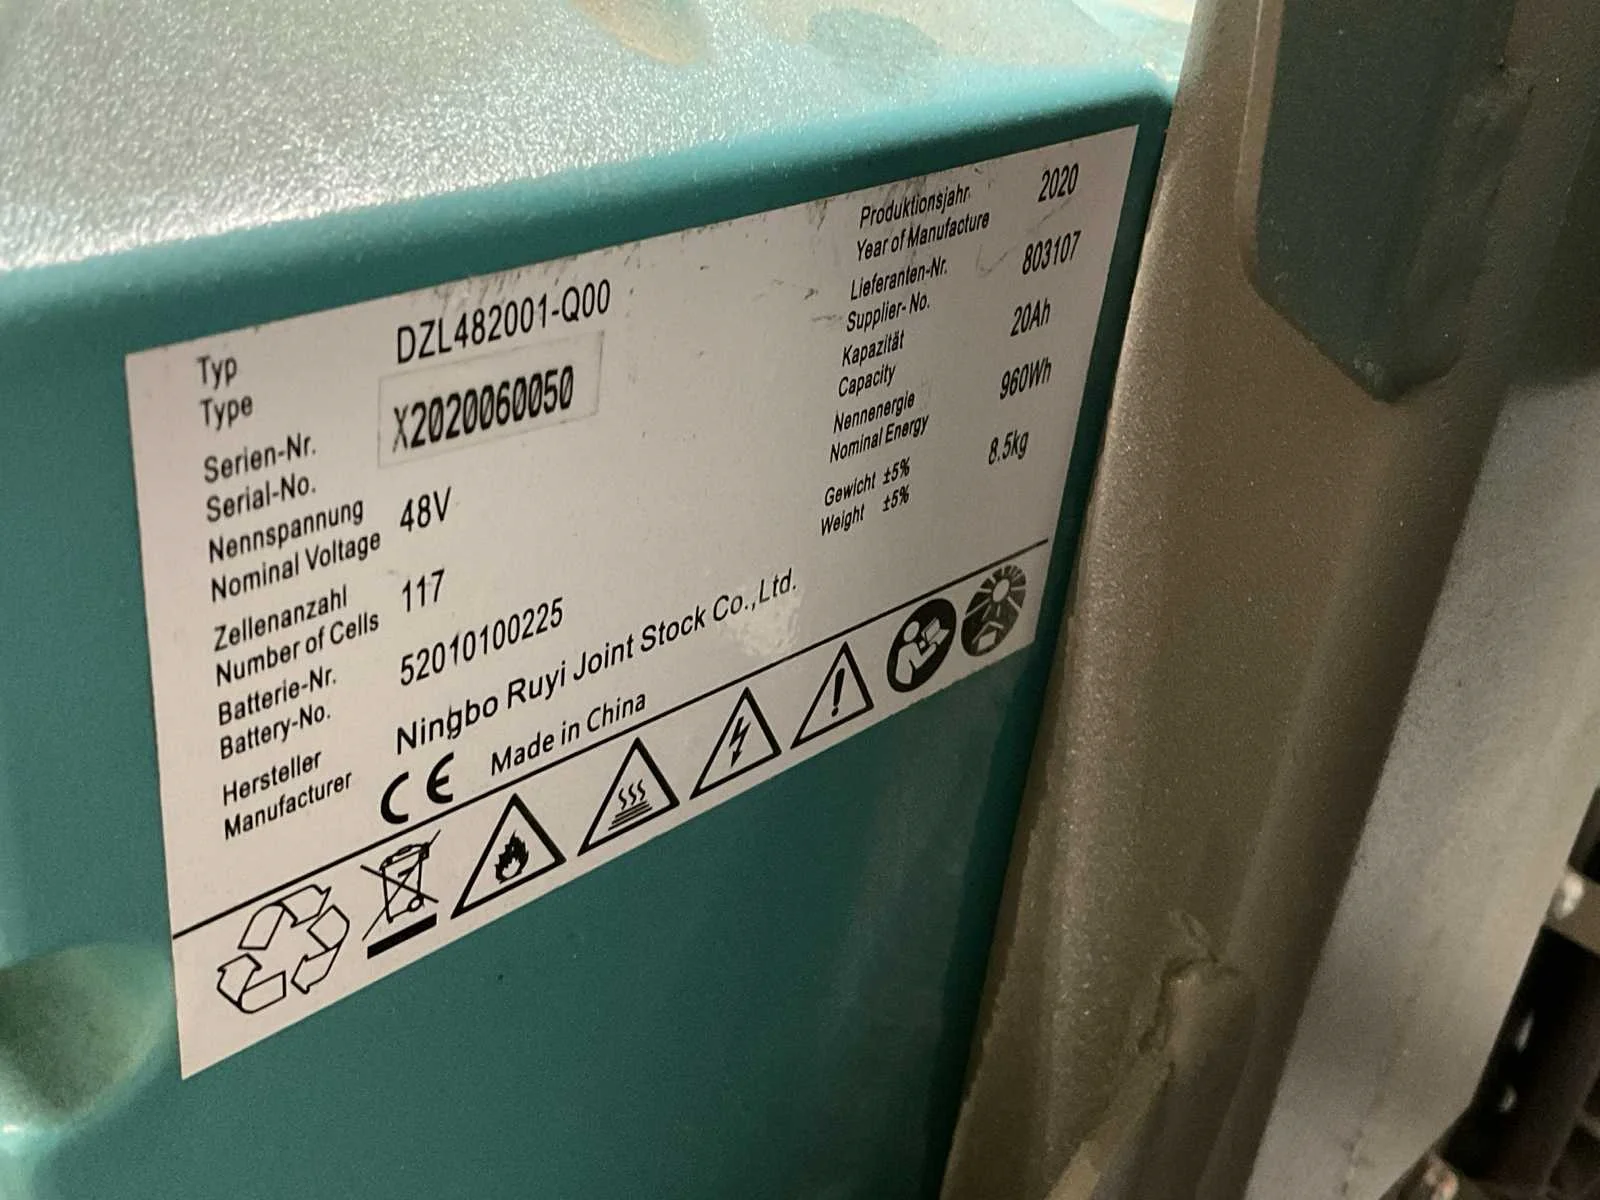 Typ
Type
DZL482001-Q00
Serien-Nr.
Serial-No.
X2020060050
Nennspannung
Nominal Voltage
48V
Zellenanzahl
Number of Cells
117
Batterie-Nr.
Battery-No.
52010100225
Hersteller
Manufacturer
Ningbo Ruyi Joint Stock Co.,Ltd.
CE Made in China
Produktionsjahr
Year of Manufacture
2020
Lieferanten-Nr.
Supplier-No.
803107
Kapazität
Capacity
20Ah
Nennenergie
Nominal Energy
960Wh
Gewicht ±5%
Weight ±5%
8.5kg